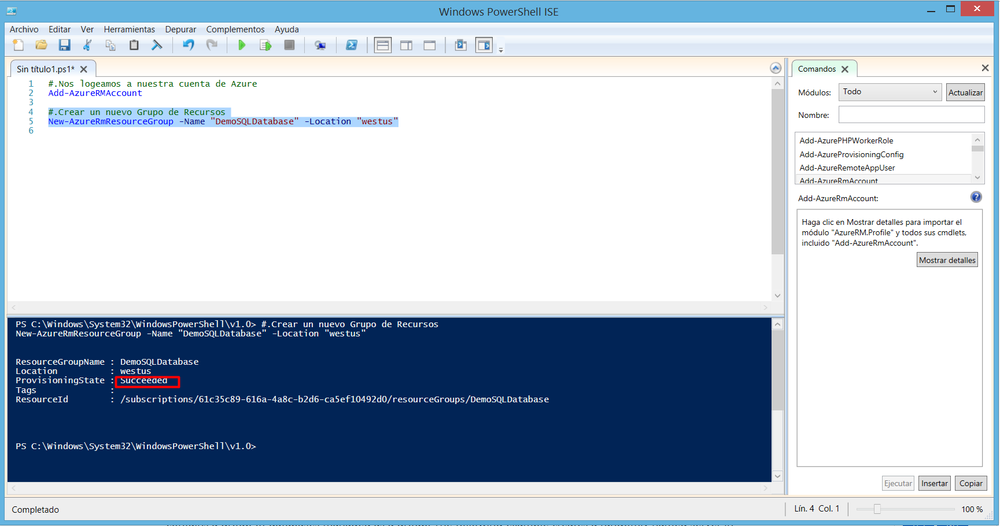 Windows PowerShell ISE
Archivo Editar Ver Herramientas Depurar Complementos Ayuda
Sin título1.ps1*
1 #.Nos logeamos a nuestra cuenta de Azure
2 Add-AzureRMAccount
3
4 #.Crear un nuevo Grupo de Recursos
5 New-AzureRmResourceGroup -Name "DemoSQLDatabase" -Location "westus"
6
PS C:\Windows\System32\WindowsPowerShell\v1.0> #.Crear un nuevo Grupo de Recursos
New-AzureRmResourceGroup -Name "DemoSQLDatabase" -Location "westus"
ResourceGroupName : DemoSQLDatabase
Location : westus
ProvisioningState : Succeeded
Tags :
ResourceId : /subscriptions/61c35c89-616a-4a8c-b2d6-ca5ef10492d0/resourceGroups/DemoSQLDatabase
PS C:\Windows\System32\WindowsPowerShell\v1.0>
Comandos
Módulos: Todo Actualizar
Nombre:
Add-AzurePHPWorkerRole
Add-AzureProvisioningConfig
Add-AzureRemoteAppUser
Add-AzureRmAccount
Add-AzureRmAccount:
Haga clic en Mostrar detalles para importar el
módulo "AzureRM.Profile" y todos sus cmdlets,
incluido "Add-AzureRmAccount".
Mostrar detalles
Ejecutar Insertar Copiar
Completado
Lín. 4 Col. 1
100 %